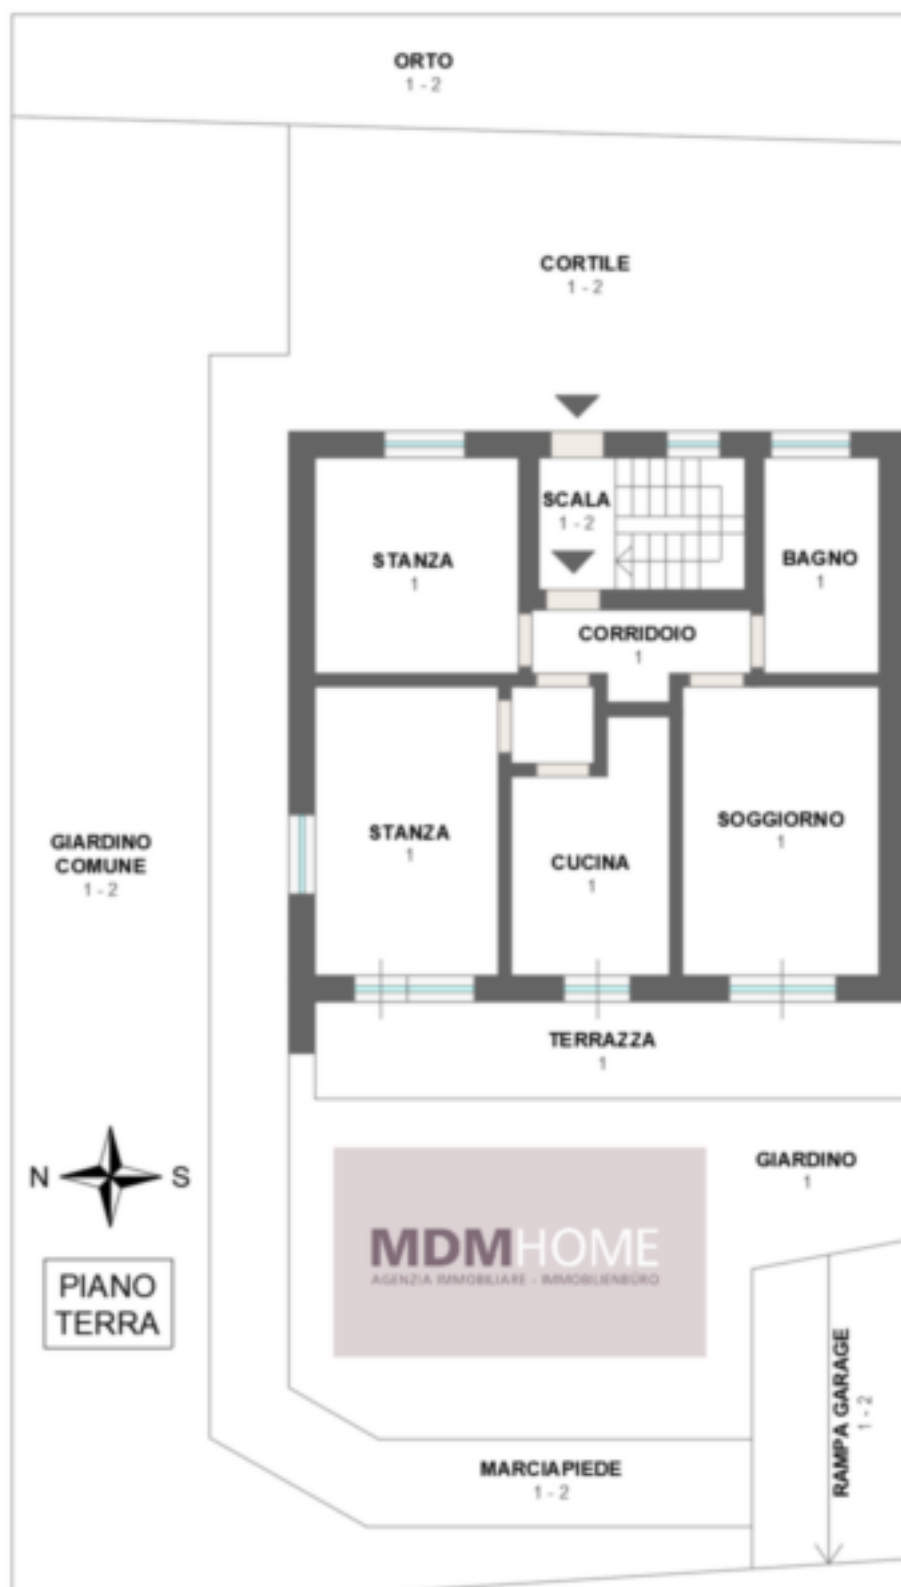 ORTO
1 - 2
CORTILE
1 - 2
SCALA
1 - 2
STANZA
1
BAGNO
1
CORRIDOIO
1
STANZA
1
CUCINA
1
SOGGIORNO
1
GIARDINO
COMUNE
1 - 2
TERRAZZA
1
GIARDINO
1
N S
PIANO
TERRA
MDMHOME
AGENZIA IMMOBILIARE - IMMOBILIENBÜRO
RAMPA GARAGE
1 - 2
MARCIAPIEDE
1 - 2